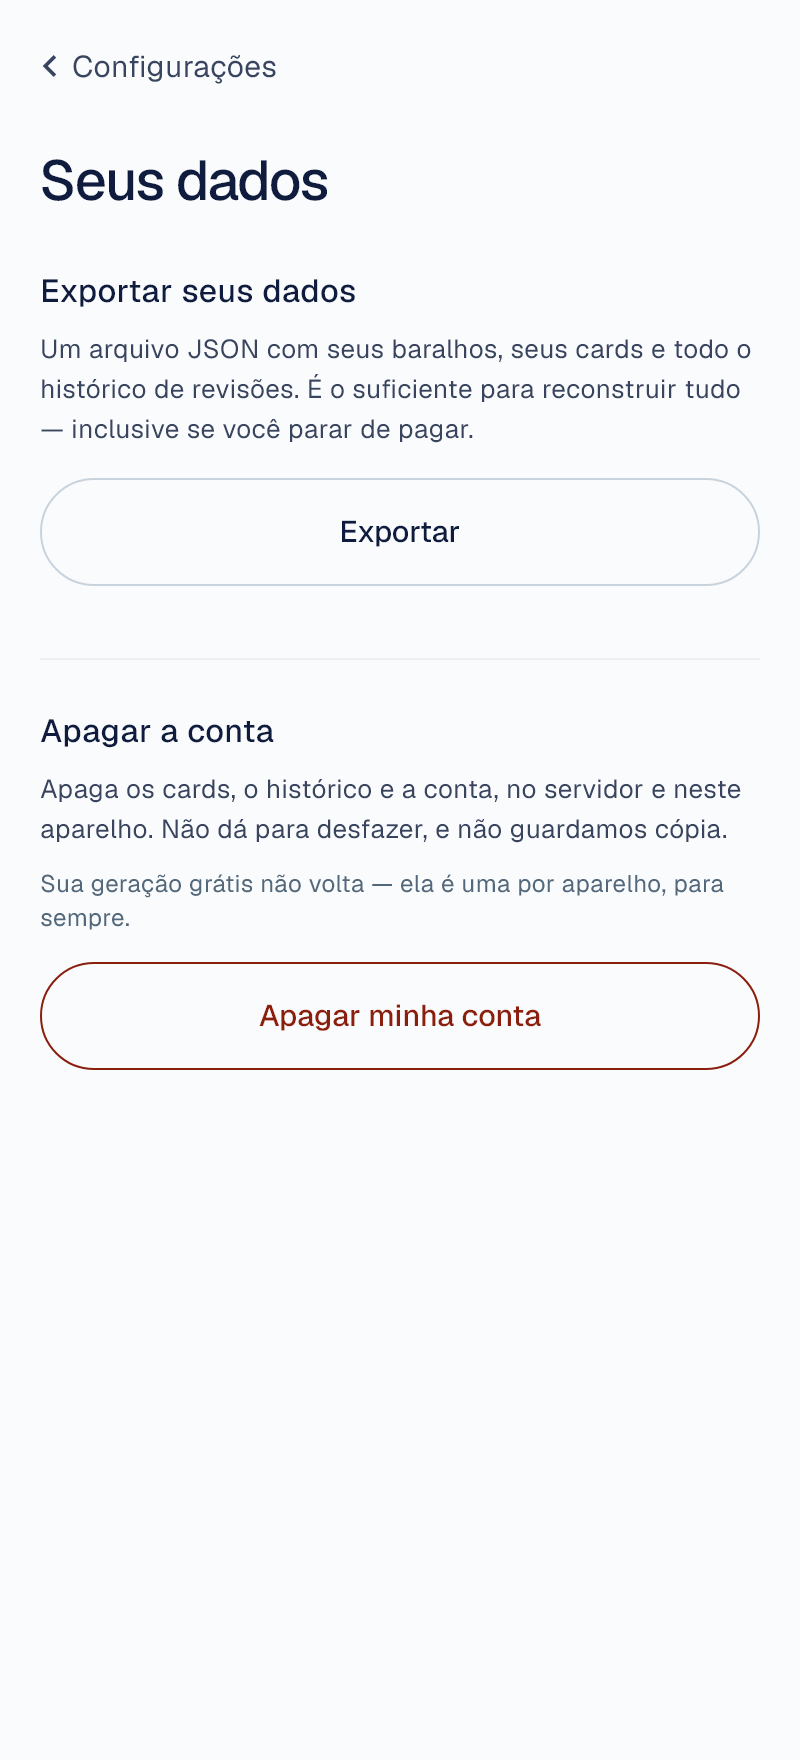 Configurações
Seus dados
Exportar seus dados
Um arquivo JSON com seus baralhos, seus cards e todo o
histórico de revisões. É o suficiente para reconstruir tudo
— inclusive se você parar de pagar.
Exportar
Apagar a conta
Apaga os cards, o histórico e a conta, no servidor e neste
aparelho. Não dá para desfazer, e não guardamos cópia.
Sua geração grátis não volta — ela é uma por aparelho, para
sempre.
Apagar minha conta